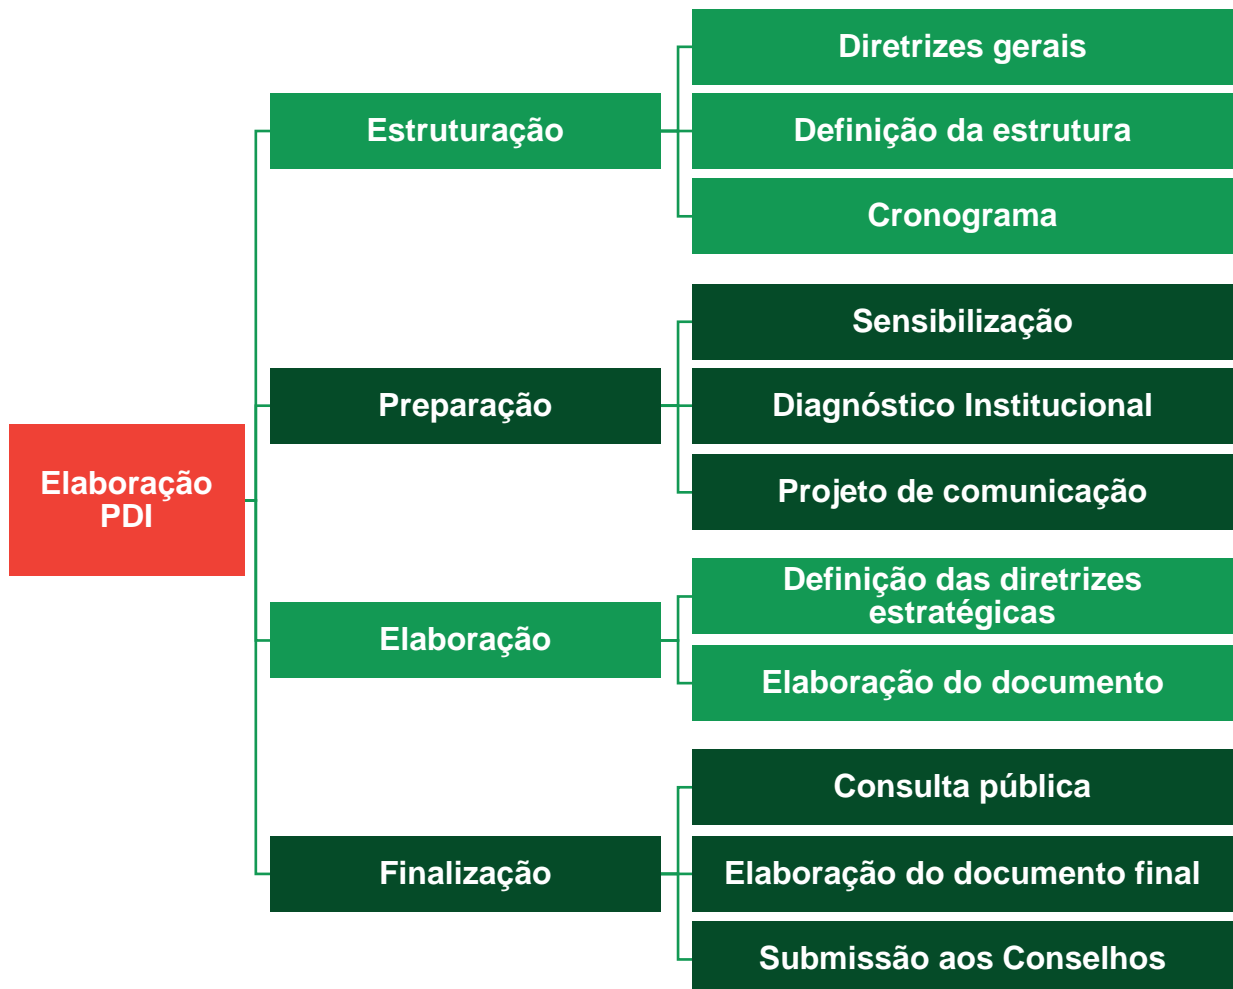 Elaboração
PDI
Estruturação
Diretrizes gerais
Definição da estrutura
Cronograma
Preparação
Sensibilização
Diagnóstico Institucional
Projeto de comunicação
Elaboração
Definição das diretrizes
estratégicas
Elaboração do documento
Finalização
Consulta pública
Elaboração do documento final
Submissão aos Conselhos